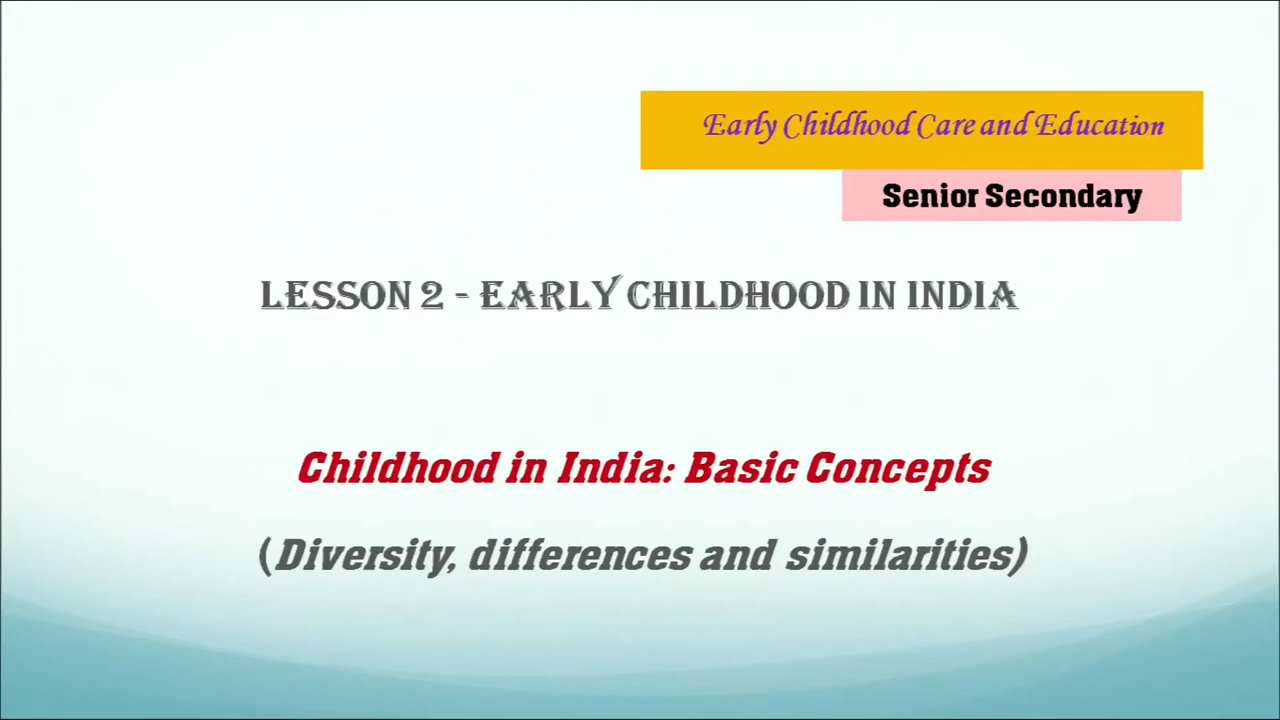 Early Childhood Care and Education
Senior Secondary
LESSON 2 - EARLY CHILDHOOD IN INDIA
Childhood in India: Basic Concepts
(Diversity, differences and similarities)